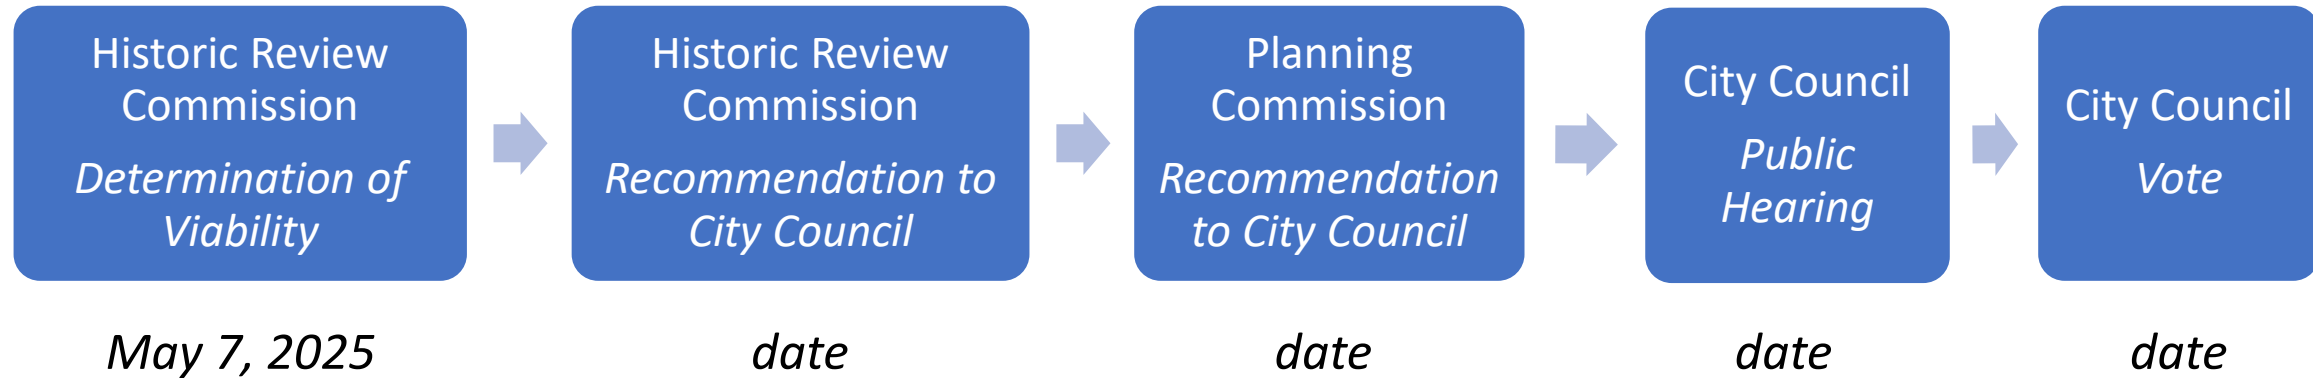 Historic Review
Commission
Determination of
Viability
May 7, 2025
Historic Review
Commission
Recommendation to
City Council
date
Planning
Commission
Recommendation
to City Council
date
City Council
Public
Hearing
date
City Council
Vote
date